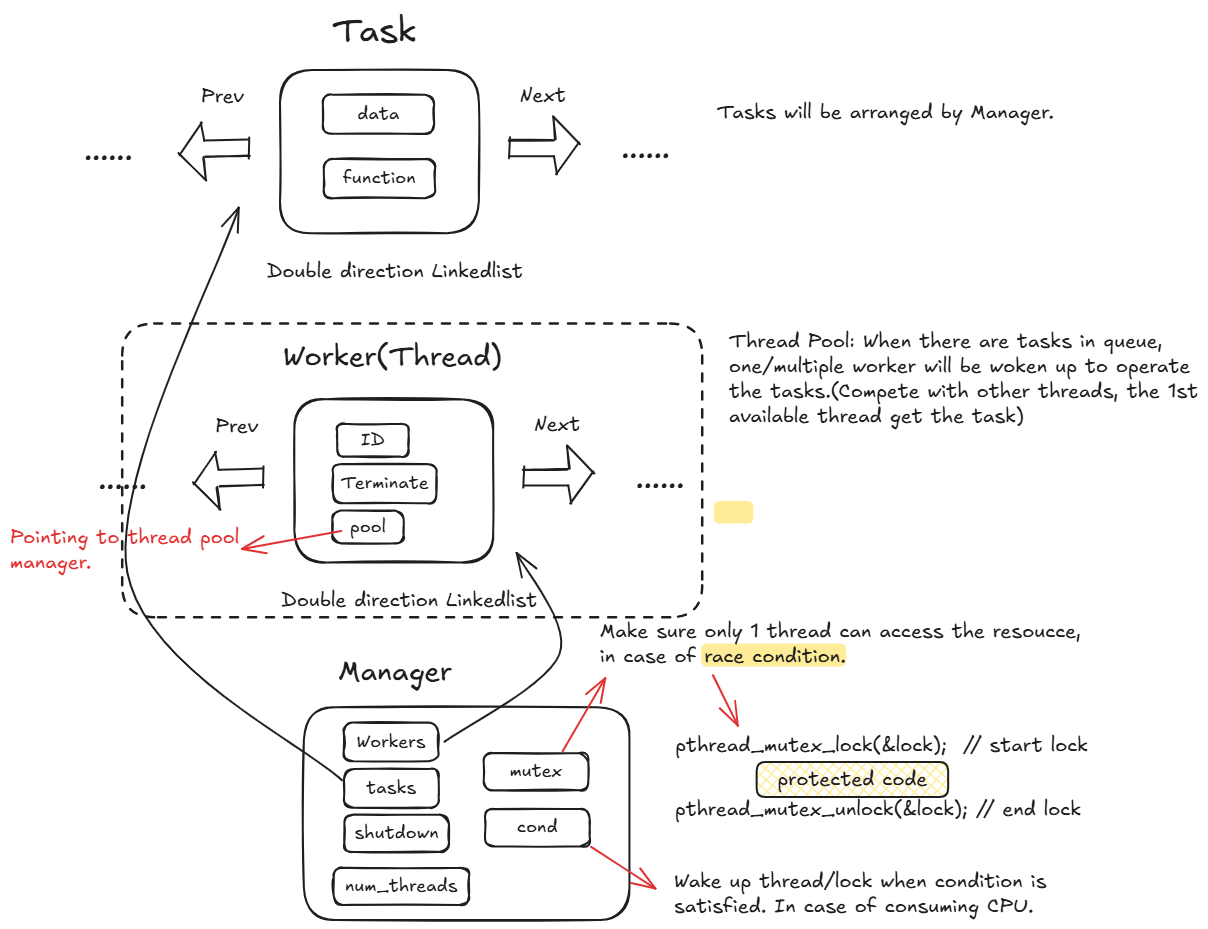 Task
Prev
Next
data
function
......
......
Tasks will be arranged by Manager.
Double direction Linkedlist
Worker(Thread)
Thread Pool: When there are tasks in queue,
one/multiple worker will be woken up to operate
the tasks.(Compete with other threads, the 1st
available thread get the task)
Prev
Next
ID
Terminate
pool
......
......
Pointing to thread pool
manager.
Double direction Linkedlist
Make sure only 1 thread can access the resoucce,
in case of race condition.
Manager
Workers
tasks
shutdown
num_threads
mutex
cond
pthread_mutex_lock(&lock); // start lock
protected code
pthread_mutex_unlock(&lock); // end lock
Wake up thread/lock when condition is
satisfied. In case of consuming CPU.